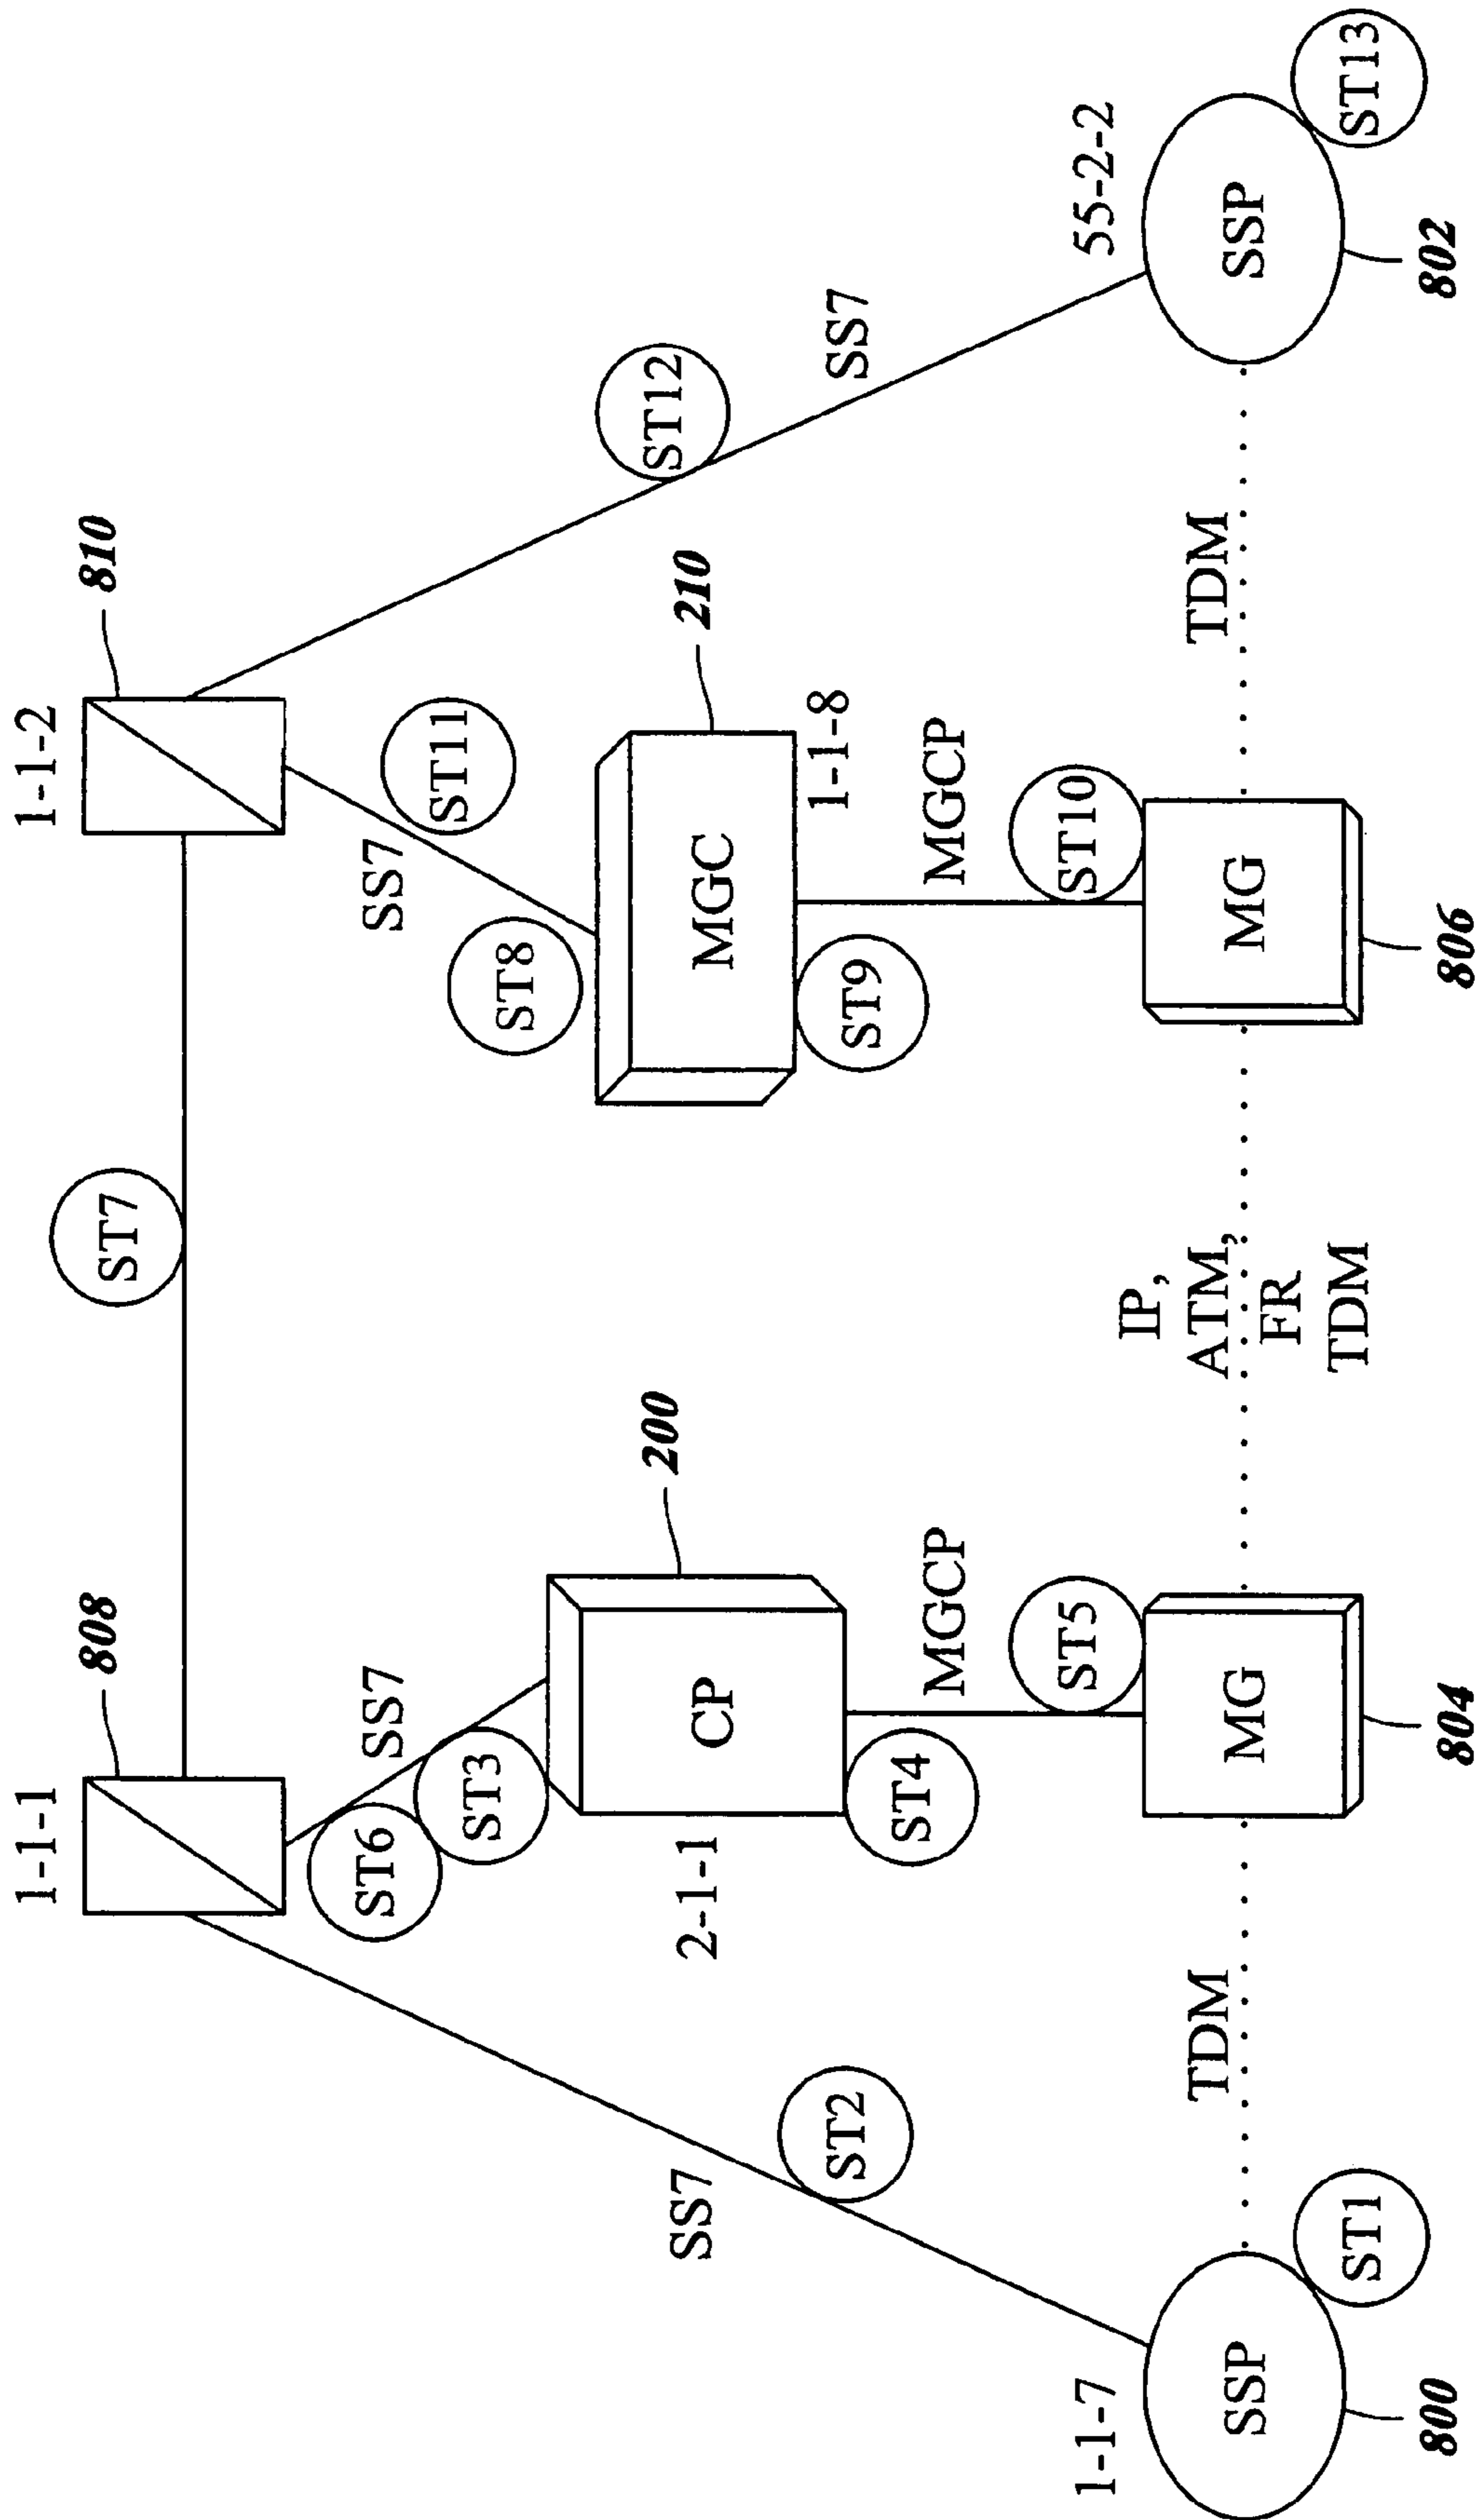 1-1-1
808
ST7
1-1-2
810
SS7
ST6
ST3
SS7
ST11
ST8
ST12
200
210
2-1-1
CP
MGC
SS7
SS7
ST2
ST4
ST9
1-1-8
MGCP
MGCP
1-1-7
ST5
ST10
55-2-2
TDM
IP,
ATM,
FR
TDM
TDM
SSP
MG
MG
SSP
ST1
ST13
800
804
806
802